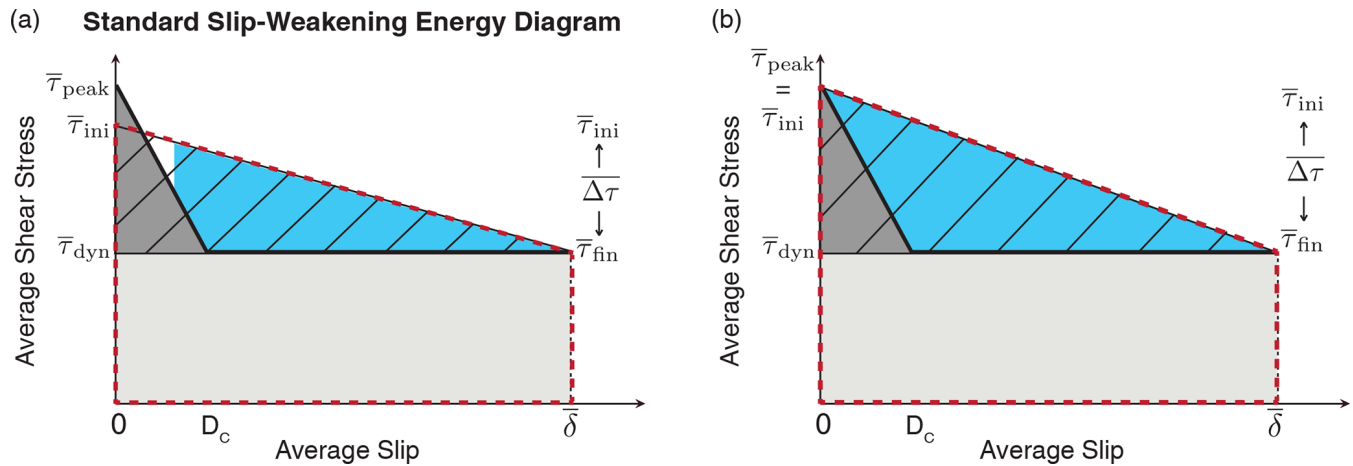 (a) Standard Slip-Weakening Energy Diagram
τ̅peak
τ̅ini
τ̅dyn
Average Shear Stress
τ̅ini
Δτ̅
τ̅fin
0 Dc δ̅
Average Slip
(b)
τ̅peak
=
τ̅ini
τ̅dyn
Average Shear Stress
τ̅ini
Δτ̅
τ̅fin
0 Dc δ̅
Average Slip